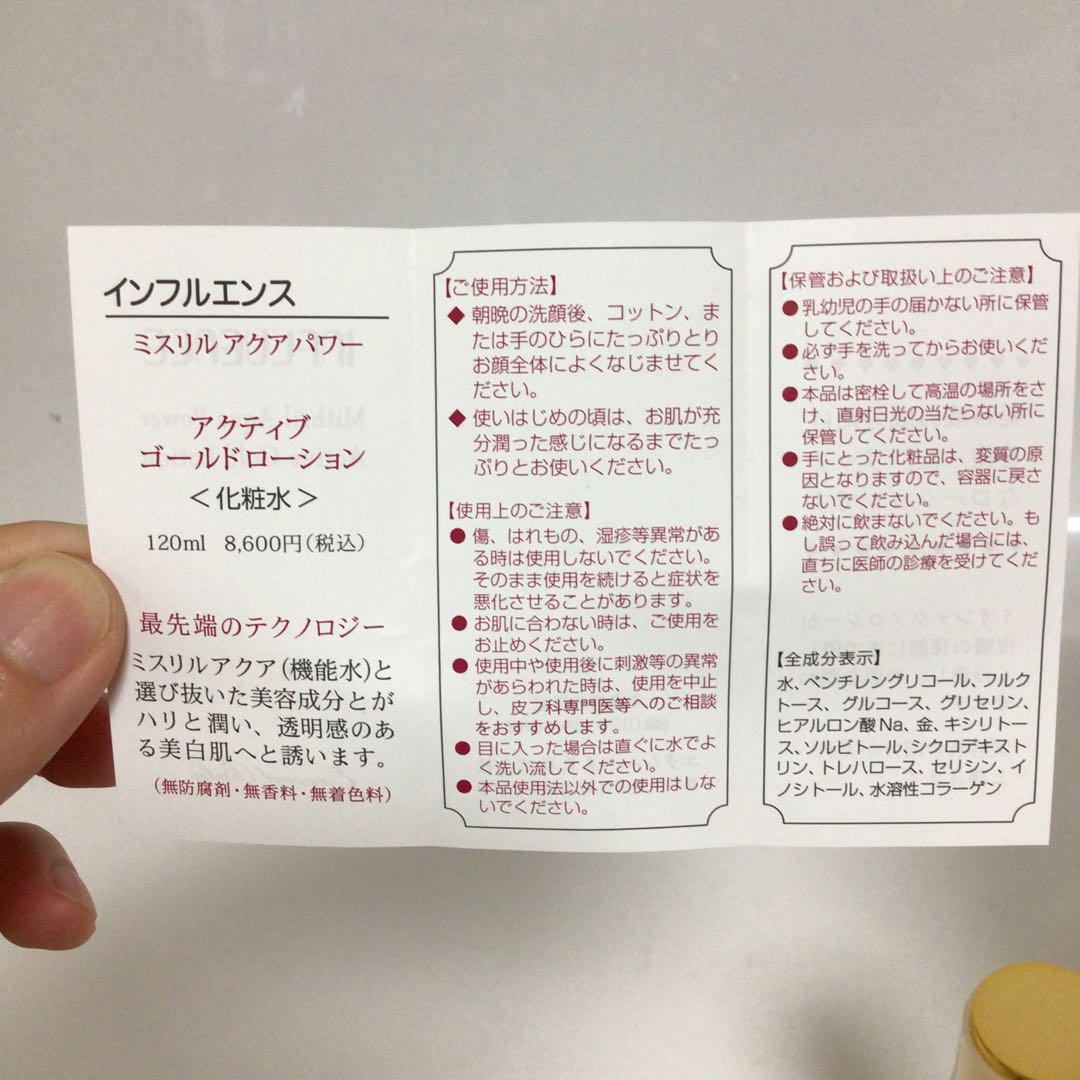 インフルエンス
ミスリル アクア パワー
アクティブ
ゴールドローション
＜化粧水＞
120ml 8,600円(税込)
最先端のテクノロジー
ミスリルアクア(機能水)と
選び抜いた美容成分とが
ハリと潤い、透明感のあ
る美白肌へと誘います。
(無防腐剤・無香料・無着色料)
【ご使用方法】
◆ 朝晩の洗顔後、コットン、ま
たは手のひらにたっぷりとり
お顔全体によくなじませてく
ださい。
◆ 使いはじめの頃は、お肌が充
分潤った感じになるまでたっ
ぷりとお使いください。
【使用上のご注意】
● 傷、はれもの、湿疹等異常があ
る時は使用しないでください。
そのまま使用を続けると症状を
悪化させることがあります。
● お肌に合わない時は、ご使用を
お止めください。
● 使用中や使用後に刺激等の異常
があらわれた時は、使用を中止
し、皮フ科専門医等へのご相談
をおすすめします。
● 目に入った場合は直ぐに水でよ
く洗い流してください。
● 本品使用法以外での使用はしな
いでください。
【保管および取扱い上のご注意】
● 乳幼児の手の届かない所に保管
してください。
● 必ず手を洗ってからお使いくだ
さい。
● 本品は密栓して高温の場所をさ
け、直射日光の当たらない所に
保管してください。
● 手にとった化粧品は、変質の原
因となりますので、容器に戻さ
ないでください。
● 絶対に飲まないでください。も
し誤って飲み込んだ場合には、
直ちに医師の診療を受けてくだ
さい。
【全成分表示】
水、ペンチレングリコール、フルク
トース、グルコース、グリセリン、
ヒアルロン酸Na、金、キシリトー
ス、ソルビトール、シクロデキスト
リン、トレハロース、セリシン、イ
ノシトール、水溶性コラーゲン